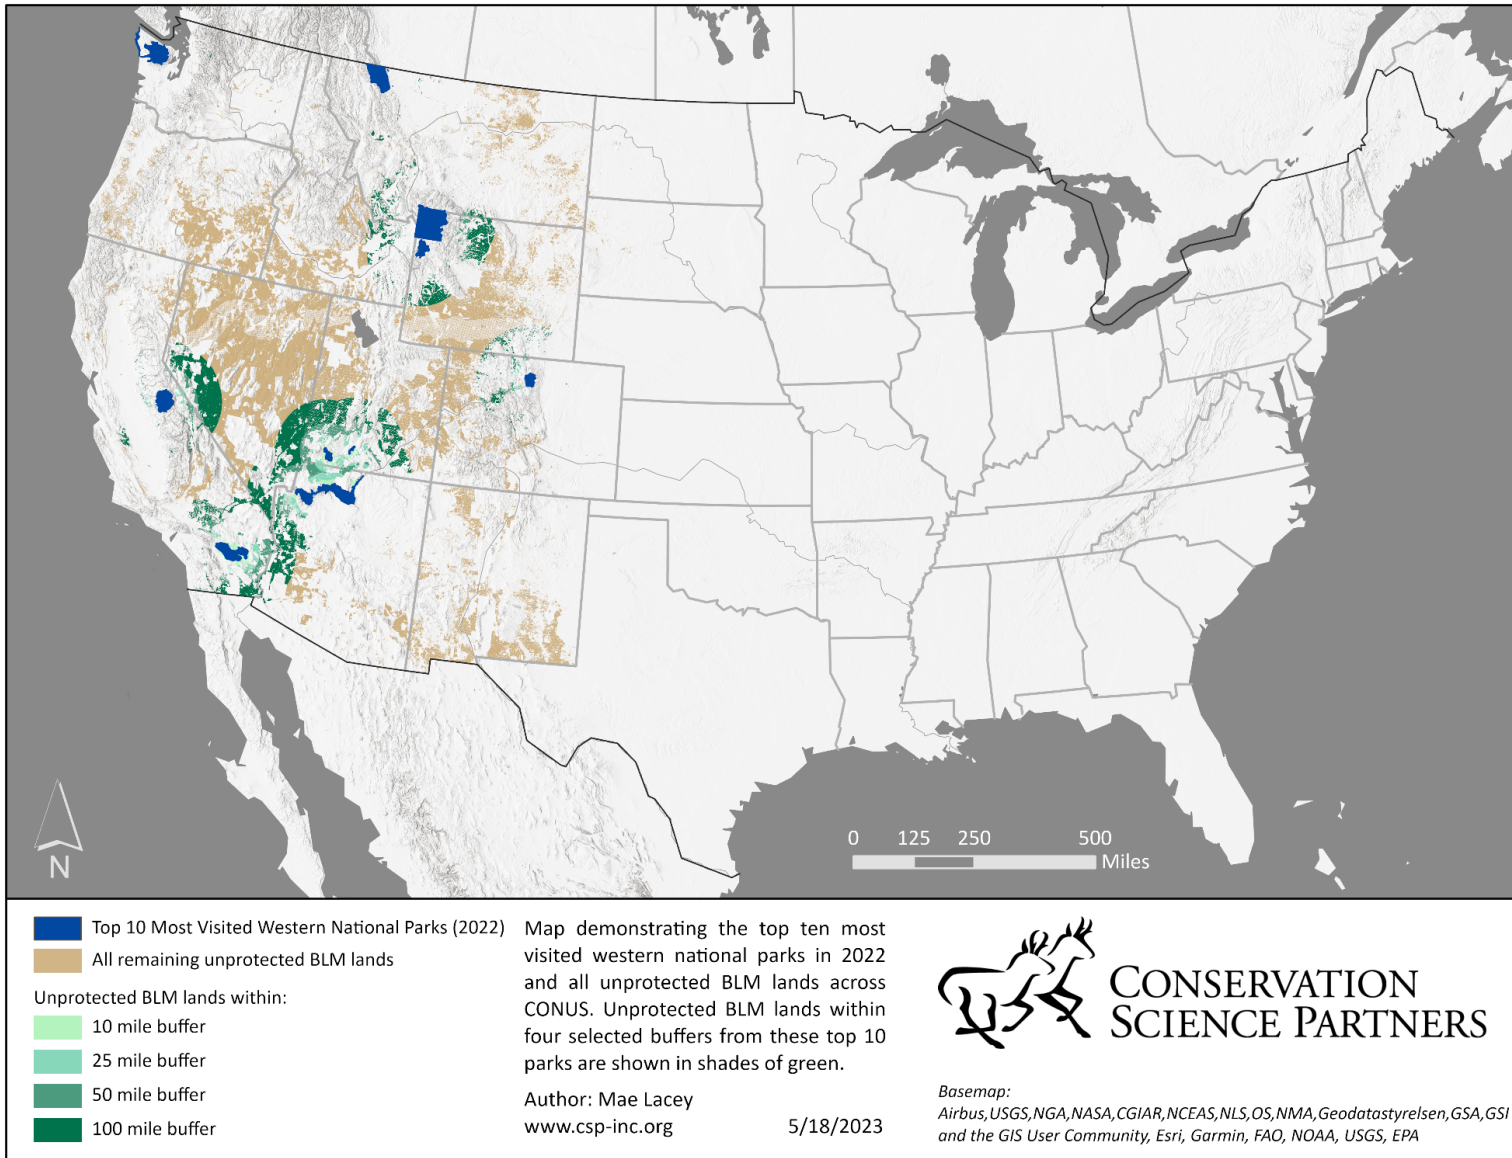 N
0 125 250 500
Miles
Top 10 Most Visited Western National Parks (2022)
All remaining unprotected BLM lands
Unprotected BLM lands within:
10 mile buffer
25 mile buffer
50 mile buffer
100 mile buffer
Map demonstrating the top ten most
visited western national parks in 2022
and all unprotected BLM lands across
CONUS. Unprotected BLM lands within
four selected buffers from these top 10
parks are shown in shades of green.
Author: Mae Lacey
www.csp-inc.org 5/18/2023
CONSERVATION
SCIENCE PARTNERS
Basemap:
Airbus,USGS,NGA,NASA,CGIAR,NCEAS,NLS,OS,NMA,Geodatastyrelsen,GSA,GSI
and the GIS User Community, Esri, Garmin, FAO, NOAA, USGS, EPA